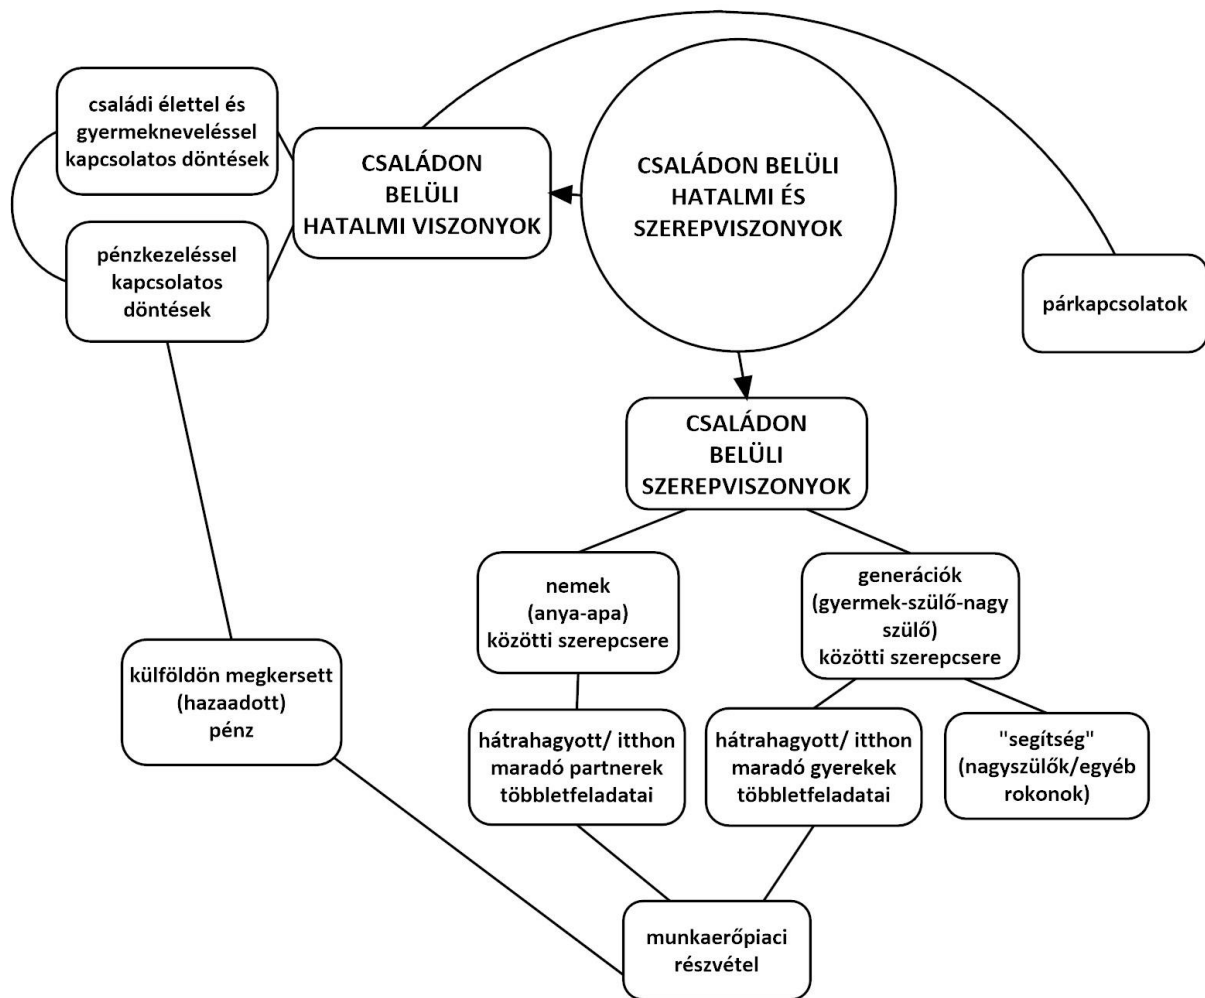 családi élettel és
gyermekneveléssel
kapcsolatos döntések
CSALÁDON
BELÜLI
HATALMI VISZONYOK
CSALÁDON BELÜLI
HATALMI ÉS
SZEREPVISZONYOK
pénzkezeléssel
kapcsolatos
döntések
párkapcsolatok
CSALÁDON
BELÜLI
SZEREPVISZONYOK
nemek
(anya-apa)
közötti szerepcsere
generációk
(gyermek-szülő-nagy
szülő)
közötti szerepcsere
külföldön megkersett
(hazaadott)
pénz
hátrahagyott/ itthon
maradó partnerek
többletfeladatai
hátrahagyott/ itthon
maradó gyerekek
többletfeladatai
"segítség"
(nagyszülők/egyéb
rokonok)
munkaerőpiaci
részvétel